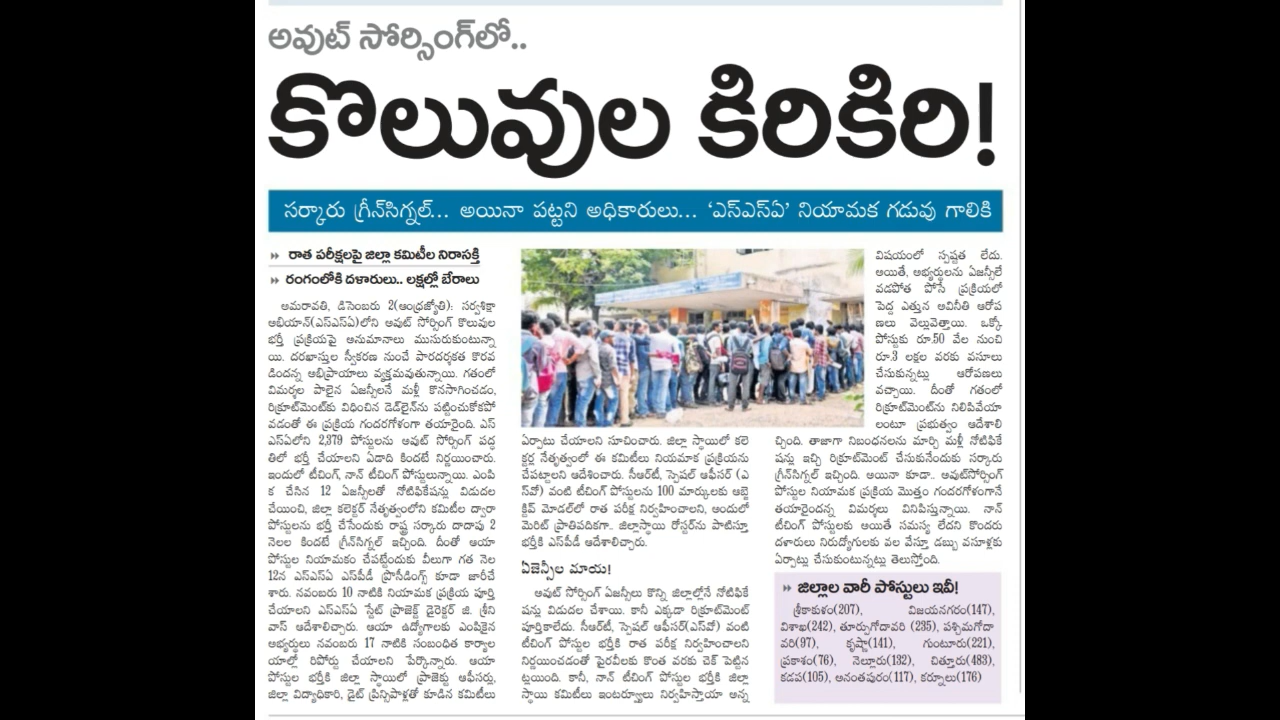 అవుట్ సోర్సింగ్‌లో..
కొలువుల కిరికిరి!
సర్కారు గ్రీన్‌సిగ్నల్... అయినా పట్టని అధికారులు... ‘ఎస్ఎస్ఏ’ నియామక గడువు గాలికి
రాత పరీక్షలపై జిల్లా కమిటీల నిరాసక్తి
రంగంలోకి దళారులు.. లక్షల్లో బేరాలు
అమరావతి, డిసెంబరు 2(ఆంధ్రజ్యోతి): సర్వశిక్షా
అభియాన్(ఎస్ఎస్ఏ)లోని అవుట్ సోర్సింగ్ కొలువుల
భర్తీ ప్రక్రియపై అనుమానాలు ముసురుకుంటున్నా
యి. దరఖాస్తుల స్వీకరణ నుంచే పారదర్శకత కొరవ
డిందన్న అభిప్రాయాలు వ్యక్తమవుతున్నాయి. గతంలో
విమర్శల పాలైన ఏజన్సీలనే మళ్లీ కొనసాగించడం,
రిక్రూట్‌మెంట్‌కు విధించిన డెడ్‌లైన్‌ను పట్టించుకోకపో
వడంతో ఈ ప్రక్రియ గందరగోళంగా తయారైంది. ఎస్
ఎస్ఏలోని 2,379 పోస్టులను అవుట్ సోర్సింగ్ పద్ధ
తిలో భర్తీ చేయాలని ఏడాది కిందటే నిర్ణయించారు.
ఇందులో టీచింగ్, నాన్ టీచింగ్ పోస్టులున్నాయి. ఎంపి
క చేసిన 12 ఏజన్సీలతో నోటిఫికేషన్లు విడుదల
చేయించి, జిల్లా కలెక్టర్ నేతృత్వంలోని కమిటీల ద్వారా
పోస్టులను భర్తీ చేసేందుకు రాష్ట్ర సర్కారు దాదాపు 2
నెలల కిందటే గ్రీన్‌సిగ్నల్ ఇచ్చింది. దీంతో ఆయా
పోస్టుల నియామకం చేపట్టేందుకు వీలుగా గత నెల
12న ఎస్ఎస్ఏ ఎస్‌పీడీ ప్రొసీడింగ్స్ కూడా జారీచే
శారు. నవంబరు 10 నాటికి నియామక ప్రక్రియ పూర్తి
చేయాలని ఎస్ఎస్ఏ స్టేట్ ప్రాజెక్ట్ డైరెక్టర్ జి. శ్రీని
వాస్ ఆదేశాలిచ్చారు. ఆయా ఉద్యోగాలకు ఎంపికైన
అభ్యర్థులు నవంబరు 17 నాటికి సంబంధిత కార్యాల
యాల్లో రిపోర్టు చేయాలని పేర్కొన్నారు. ఆయా
పోస్టుల భర్తీకి జిల్లా స్థాయిలో ప్రాజెక్టు ఆఫీసర్లు,
జిల్లా విద్యాధికారి, డైట్ ప్రిన్సిపాళ్లతో కూడిన కమిటీలు
ఏర్పాటు చేయాలని సూచించారు. జిల్లా స్థాయిలో కలె
క్టర్ల నేతృత్వంలో ఈ కమిటీలు నియమాక ప్రక్రియను
చేపట్టాలని ఆదేశించారు. సీఆర్‌టీ, స్పెషల్ ఆఫీసర్ (ఎ
స్‌వో) వంటి టీచింగ్ పోస్టులను 100 మార్కులకు ఆబ్జె
క్టివ్ మోడల్‌లో రాత పరీక్ష నిర్వహించాలని, అందులో
మెరిట్ ప్రాతిపదికగా.. జిల్లాస్థాయి రోస్టర్‌ను పాటిస్తూ
భర్తీకి ఎస్‌పీడీ ఆదేశాలిచ్చారు.
ఏజెన్సీల మాయ!
అవుట్ సోర్సింగ్ ఏజన్సీలు కొన్ని జిల్లాల్లోనే నోటిఫికే
షన్లు విడుదల చేశాయి. కానీ ఎక్కడా రిక్రూట్‌మెంట్
పూర్తికాలేదు. సీఆర్‌టీ, స్పెషల్ ఆఫీసర్(ఎస్‌వో) వంటి
టీచింగ్ పోస్టుల భర్తీకి రాత పరీక్ష నిర్వహించాలని
నిర్ణయించడంతో పైరవీలకు కొంత వరకు చెక్ పెట్టిన
ట్లయింది. కానీ, నాన్ టీచింగ్ పోస్టుల భర్తీకి జిల్లా
స్థాయి కమిటీలు ఇంటర్వ్యూలు నిర్వహిస్తాయా అన్న
విషయంలో స్పష్టత లేదు.
అయితే, అభ్యర్థులను ఏజన్సీలే
వడపోత పోసే ప్రక్రియలో
పెద్ద ఎత్తున అవినీతి ఆరోప
ణలు వెల్లువెత్తాయి. ఒక్కో
పోస్టుకు రూ.50 వేల నుంచి
రూ.3 లక్షల వరకు వసూలు
చేసుకున్నట్లు ఆరోపణలు
వచ్చాయి. దీంతో గతంలో
రిక్రూట్‌మెంట్‌ను నిలిపివేయా
లంటూ ప్రభుత్వం ఆదేశాలి
చ్చింది. తాజాగా నిబంధనలను మార్చి మళ్లీ నోటిఫికే
షన్లు ఇచ్చి రిక్రూట్‌మెంట్ చేసుకునేందుకు సర్కారు
గ్రీన్‌సిగ్నల్ ఇచ్చింది. అయినా కూడా.. అవుట్‌సోర్సింగ్
పోస్టుల నియామక ప్రక్రియ మొత్తం గందరగోళంగానే
తయారైందన్న విమర్శలు వినిపిస్తున్నాయి. నాన్
టీచింగ్ పోస్టులకు అయితే సమస్య లేదని కొందరు
దళారులు నిరుద్యోగులకు వల వేస్తూ డబ్బు వసూళ్లకు
ఏర్పాట్లు చేసుకుంటున్నట్లు తెలుస్తోంది.
జిల్లాల వారీ పోస్టులు ఇవీ!
శ్రీకాకుళం(207), విజయనగరం(147),
విశాఖ(242), తూర్పుగోదావరి (235), పశ్చిమగోదా
వరి(97), కృష్ణా(141), గుంటూరు(221),
ప్రకాశం(76), నెల్లూరు(132), చిత్తూరు(483),
కడప(105), అనంతపురం(117), కర్నూలు(176)